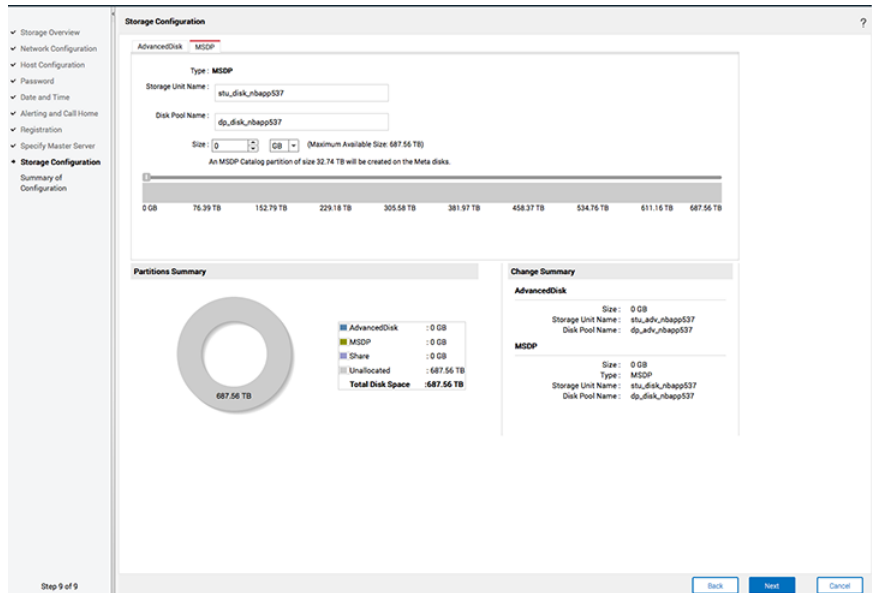 Storage Configuration
?
✔ Storage Overview
✔ Network Configuration
✔ Host Configuration
✔ Password
✔ Date and Time
✔ Alerting and Call Home
✔ Registration
✔ Specify Master Server
Storage Configuration
Summary of
Configuration
AdvancedDisk MSDP
Type : MSDP
Storage Unit Name : stu_disk_nbapp537
Disk Pool Name : dp_disk_nbapp537
Size : 0 GB (Maximum Available Size: 687.56 TB)
An MSDP Catalog partition of size 32.74 TB will be created on the Meta disks.
0 GB 76.39 TB 152.79 TB 229.18 TB 305.58 TB 381.97 TB 458.37 TB 534.76 TB 611.16 TB 687.56 TB
Partitions Summary
687.56 TB
AdvancedDisk : 0 GB
MSDP : 0 GB
Share : 0 GB
Unallocated : 687.56 TB
Total Disk Space :687.56 TB
Change Summary
AdvancedDisk
Size : 0 GB
Storage Unit Name : stu_adv_nbapp537
Disk Pool Name : dp_adv_nbapp537
MSDP
Size : 0 GB
Type : MSDP
Storage Unit Name : stu_disk_nbapp537
Disk Pool Name : dp_disk_nbapp537
Step 9 of 9
Back Next Cancel